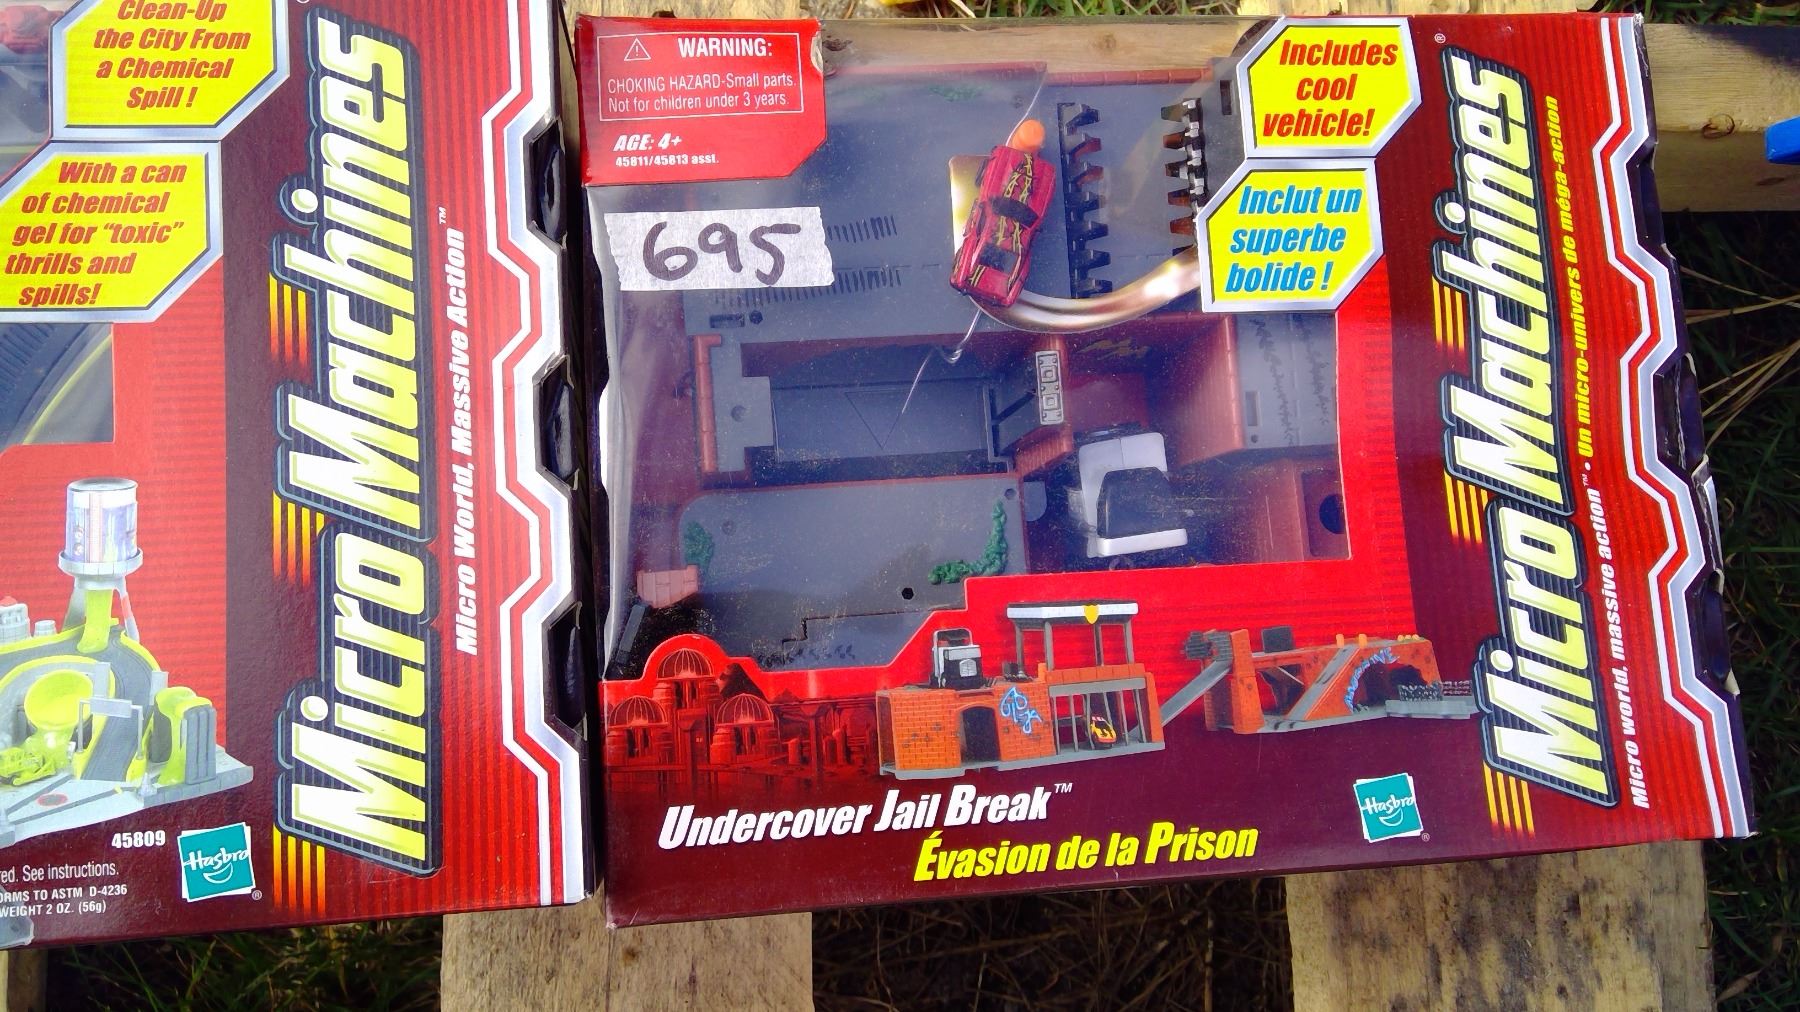 Clean-Up
the City From
a Chemical
Spill !
With a can
of chemical
gel for "toxic"
thrills and
spills!
Micro Machines
Micro World, Massive Action™
45809
Hasbro
®
red. See instructions.
ORMS TO ASTM D-4236
WEIGHT 2 OZ. (56g)
WARNING:
CHOKING HAZARD-Small parts.
Not for children under 3 years.
AGE: 4+
45811/45813 asst.
695
Includes
cool
vehicle!
Inclut un
superbe
bolide !
Micro Machines
®
Micro world, massive action™ • Un micro-univers de méga-action
Undercover Jail Break™
Évasion de la Prison
Hasbro
®